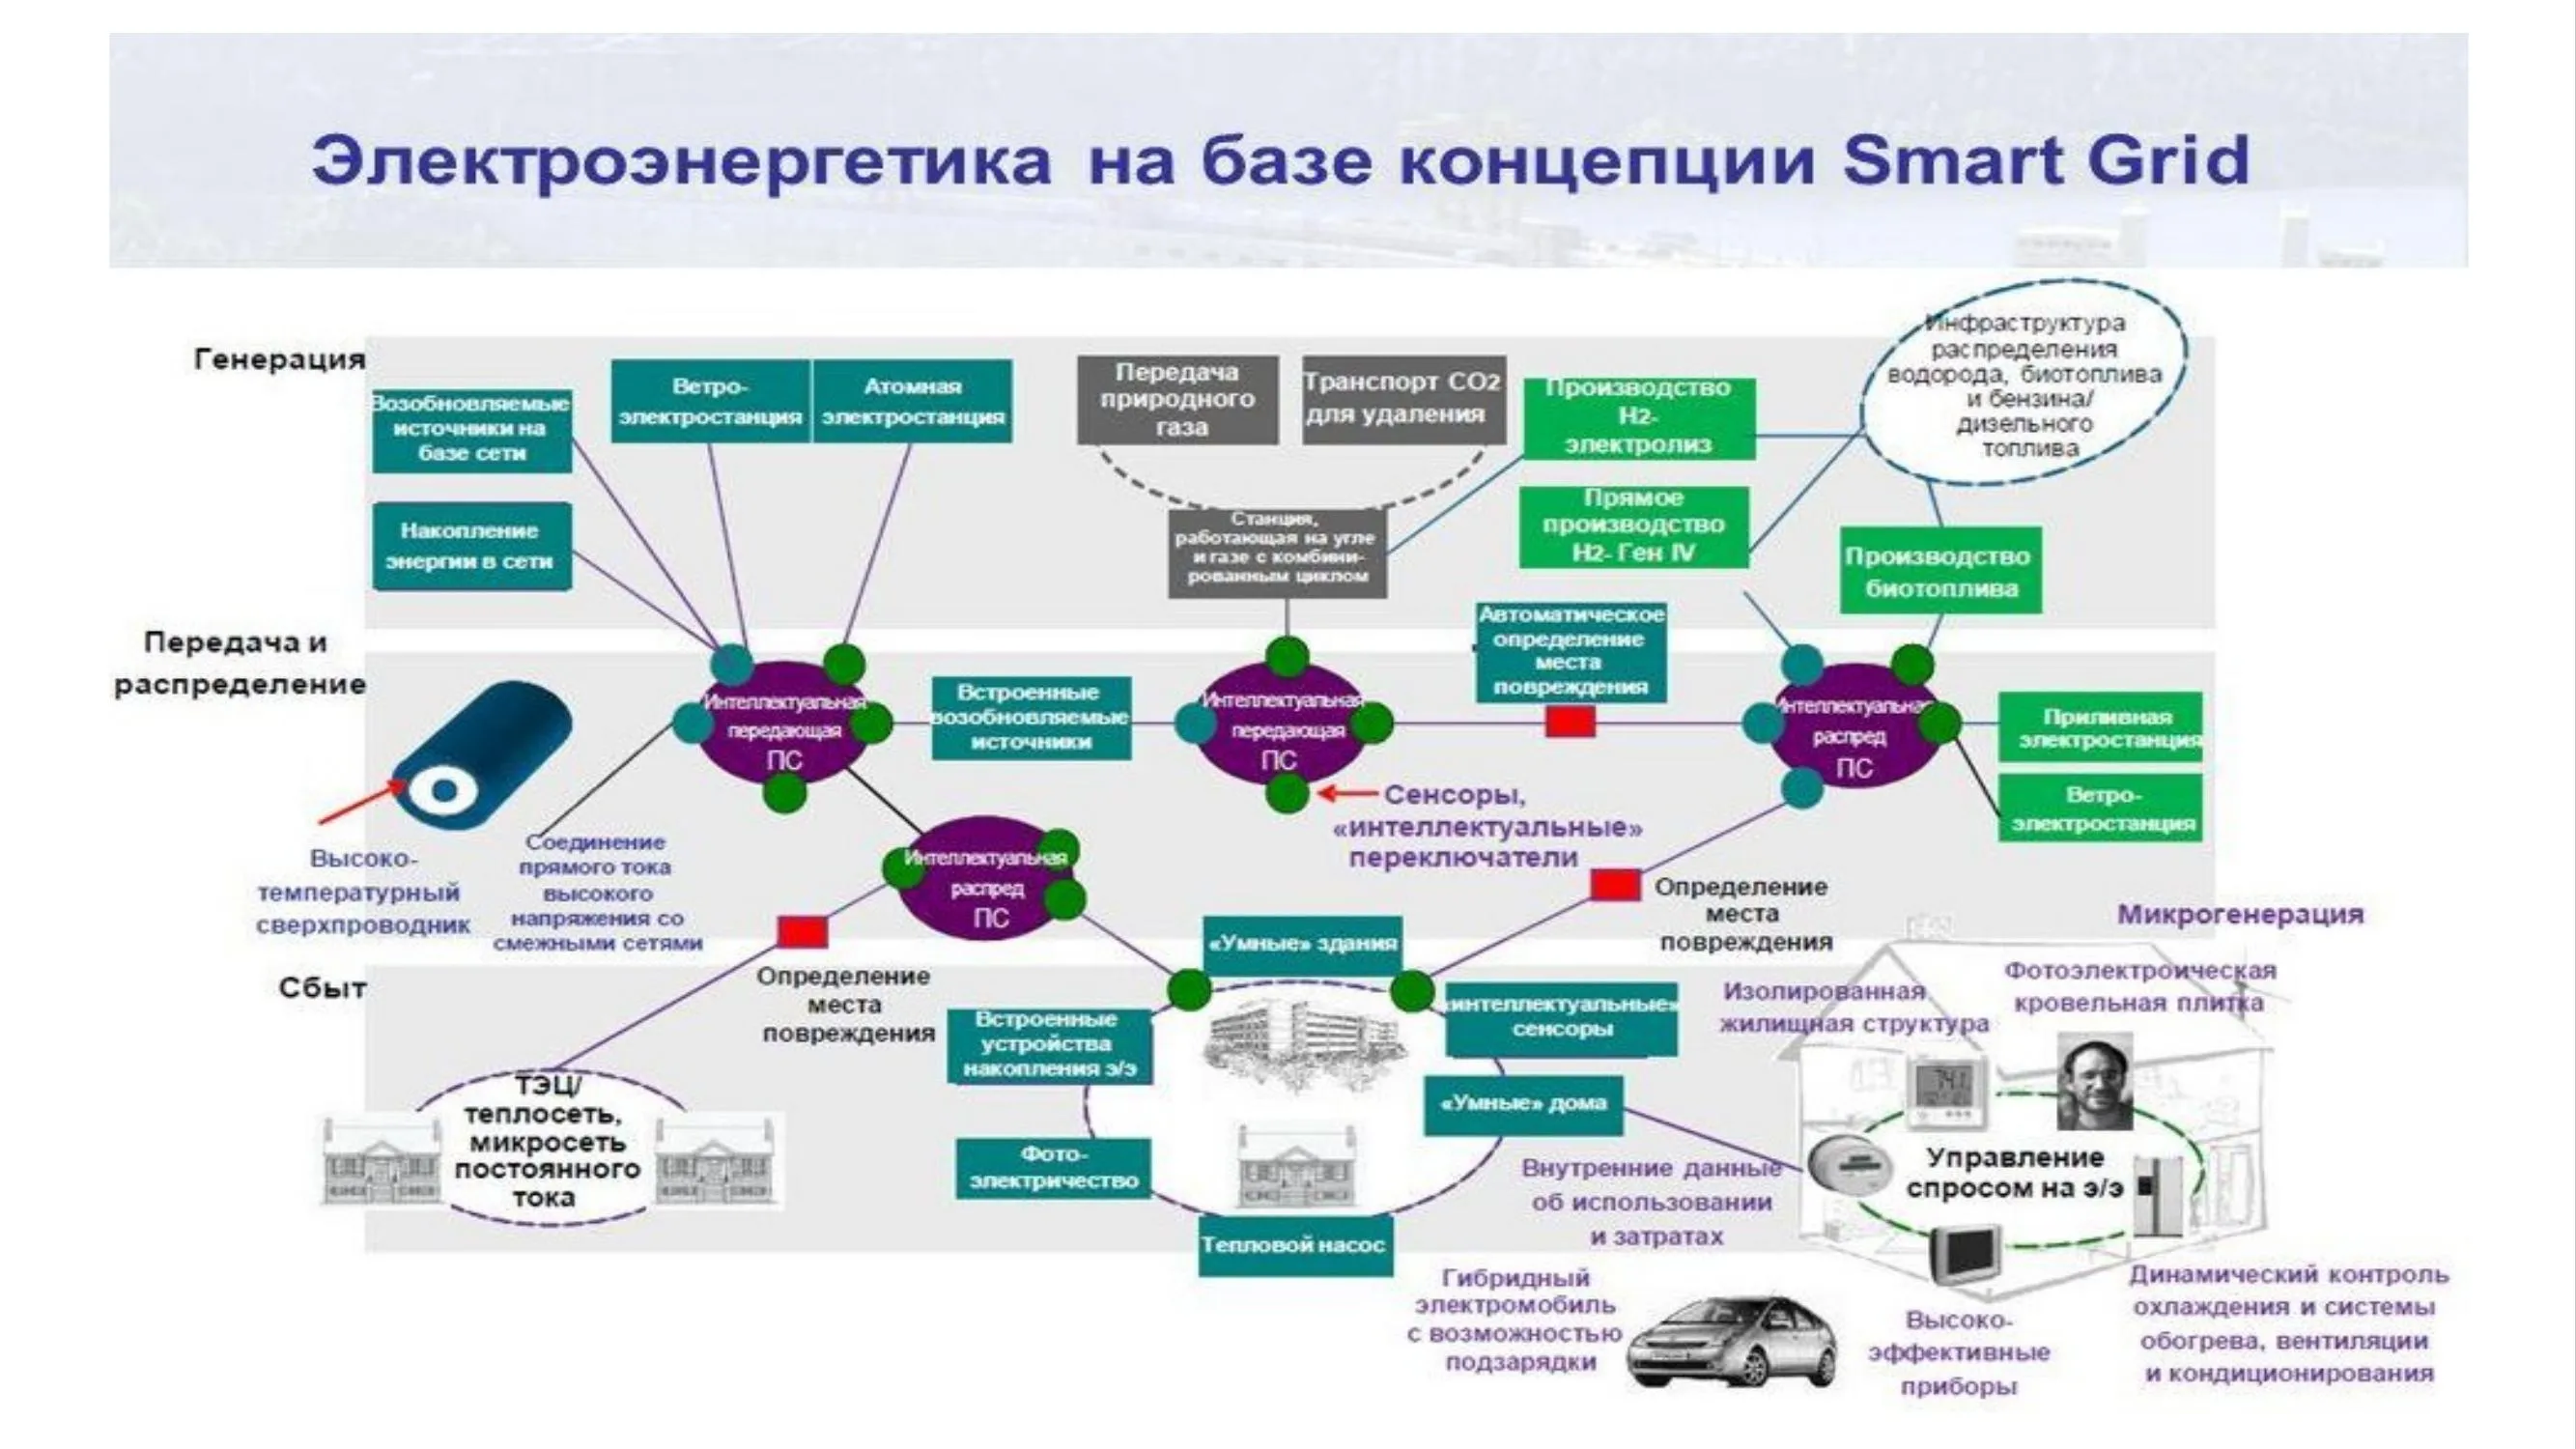 Электроэнергетика на базе концепции Smart Grid
Генерация
Возобновляемые
источники на
базе сети
Ветро-
электростанция
Атомная
электростанция
Накопление
энергии в сети
Передача
природного
газа
Транспорт СО2
для удаления
Станция,
работающая на угле
и газе с комбини-
рованным циклом
Производство
Н2-
электролиз
Прямое
производство
Н2- Ген IV
Инфраструктура
распределения
водорода, биотоплива
и бензина/
дизельного
топлива
Производство
биотоплива
Передача и
распределение
Высоко-
температурный
сверхпроводник
Соединение
прямого тока
высокого
напряжения со
смежными сетями
Интеллектуальная
передающая
ПС
Встроенные
возобновляемые
источники
Интеллектуальная
передающая
ПС
Автоматическое
определение
места
повреждения
Интеллектуальная
распред
ПС
Приливная
электростанция
Ветро-
электростанция
Сенсоры,
«интеллектуальные»
переключатели
Интеллектуальная
распред
ПС
Определение
места
повреждения
Определение
места
повреждения
Сбыт
ТЭЦ/
теплосеть,
микросеть
постоянного
тока
«Умные» здания
Встроенные
устройства
накопления э/э
Фото-
электричество
Тепловой насос
«интеллектуальные»
сенсоры
«Умные» дома
Микрогенерация
Изолированная
жилищная структура
Фотоэлектроическая
кровельная плитка
74
Управление
спросом на э/э
Внутренние данные
об использовании
и затратах
Гибридный
электромобиль
с возможностью
подзарядки
Высоко-
эффективные
приборы
Динамический контроль
охлаждения и системы
обогрева, вентиляции
и кондиционирования